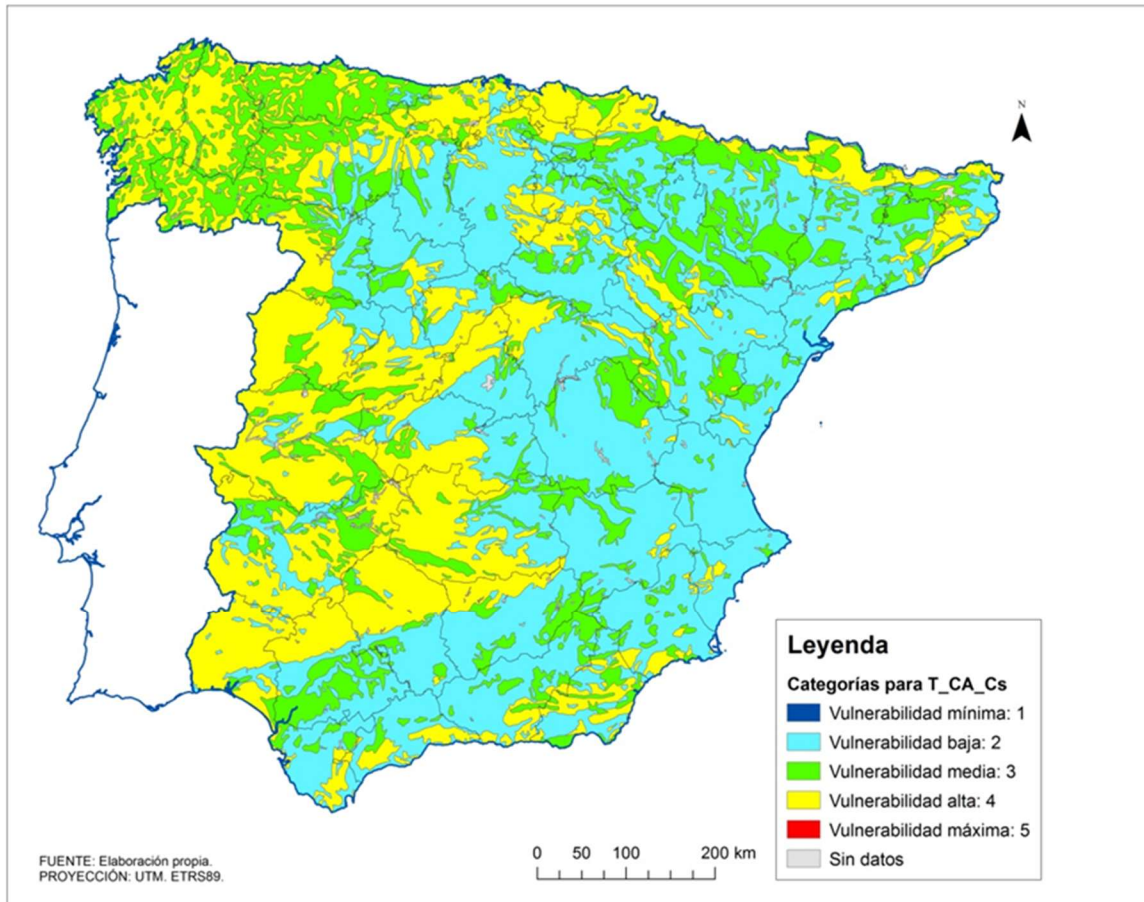 N
Leyenda
Categorías para T_CA_Cs
Vulnerabilidad mínima: 1
Vulnerabilidad baja: 2
Vulnerabilidad media: 3
Vulnerabilidad alta: 4
Vulnerabilidad máxima: 5
Sin datos
FUENTE: Elaboración propia.
PROYECCIÓN: UTM. ETRS89.
0 50 100 200 km